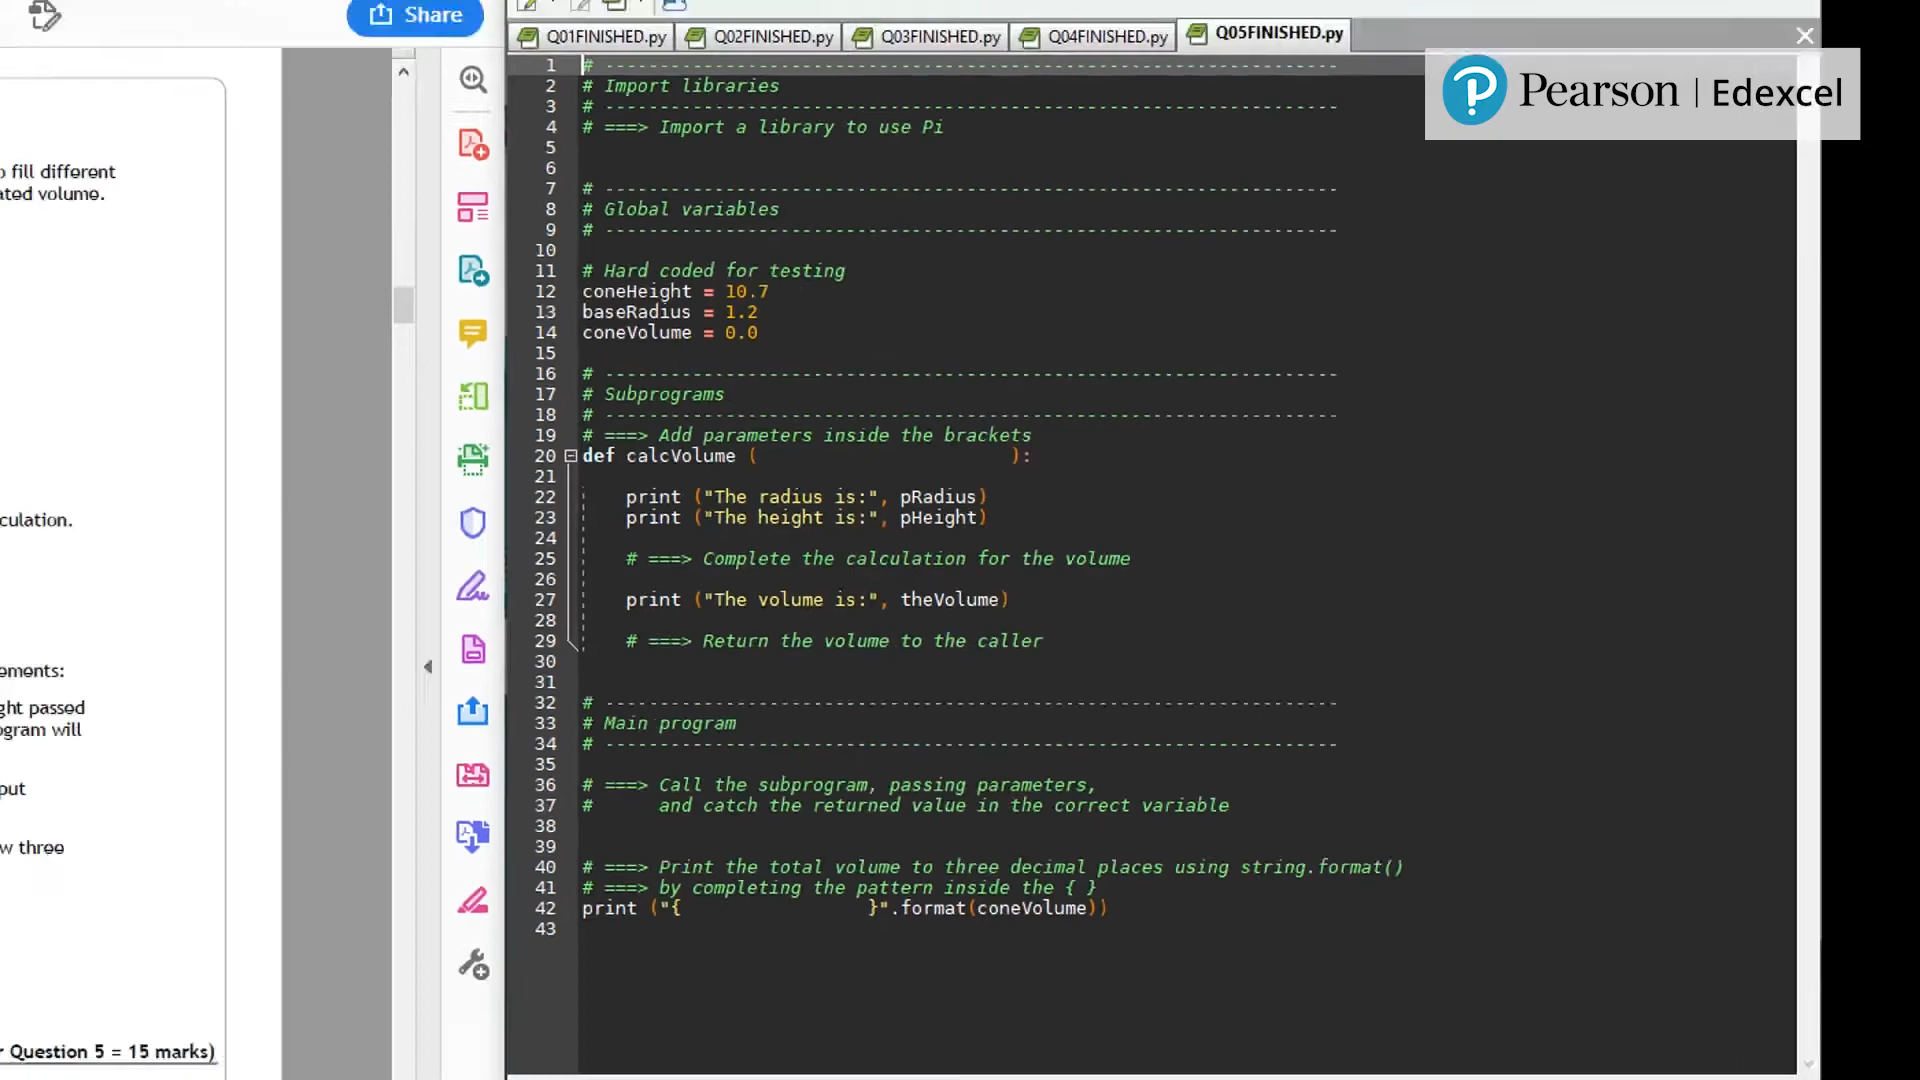 Share
Q01FINISHED.py
Q02FINISHED.py
Q03FINISHED.py
Q04FINISHED.py
Q05FINISHED.py
Pearson | Edexcel
fill different
ated volume.
culation.
ements:
ght passed
ogram will
put
w three
Question 5 = 15 marks)
1 # -------------------------------------------------------------------
2 # Import libraries
3 # -------------------------------------------------------------------
4 # ===> Import a library to use Pi
5
6
7 # -------------------------------------------------------------------
8 # Global variables
9 # -------------------------------------------------------------------
10
11 # Hard coded for testing
12 coneHeight = 10.7
13 baseRadius = 1.2
14 coneVolume = 0.0
15
16 # -------------------------------------------------------------------
17 # Subprograms
18 # -------------------------------------------------------------------
19 # ===> Add parameters inside the brackets
20 def calcVolume (                       ):
21
22     print ("The radius is:", pRadius)
23     print ("The height is:", pHeight)
24
25     # ===> Complete the calculation for the volume
26
27     print ("The volume is:", theVolume)
28
29     # ===> Return the volume to the caller
30
31
32 # -------------------------------------------------------------------
33 # Main program
34 # -------------------------------------------------------------------
35
36 # ===> Call the subprogram, passing parameters,
37 #      and catch the returned value in the correct variable
38
39
40 # ===> Print the total volume to three decimal places using string.format()
41 # ===> by completing the pattern inside the { }
42 print ("{                 }".format(coneVolume))
43